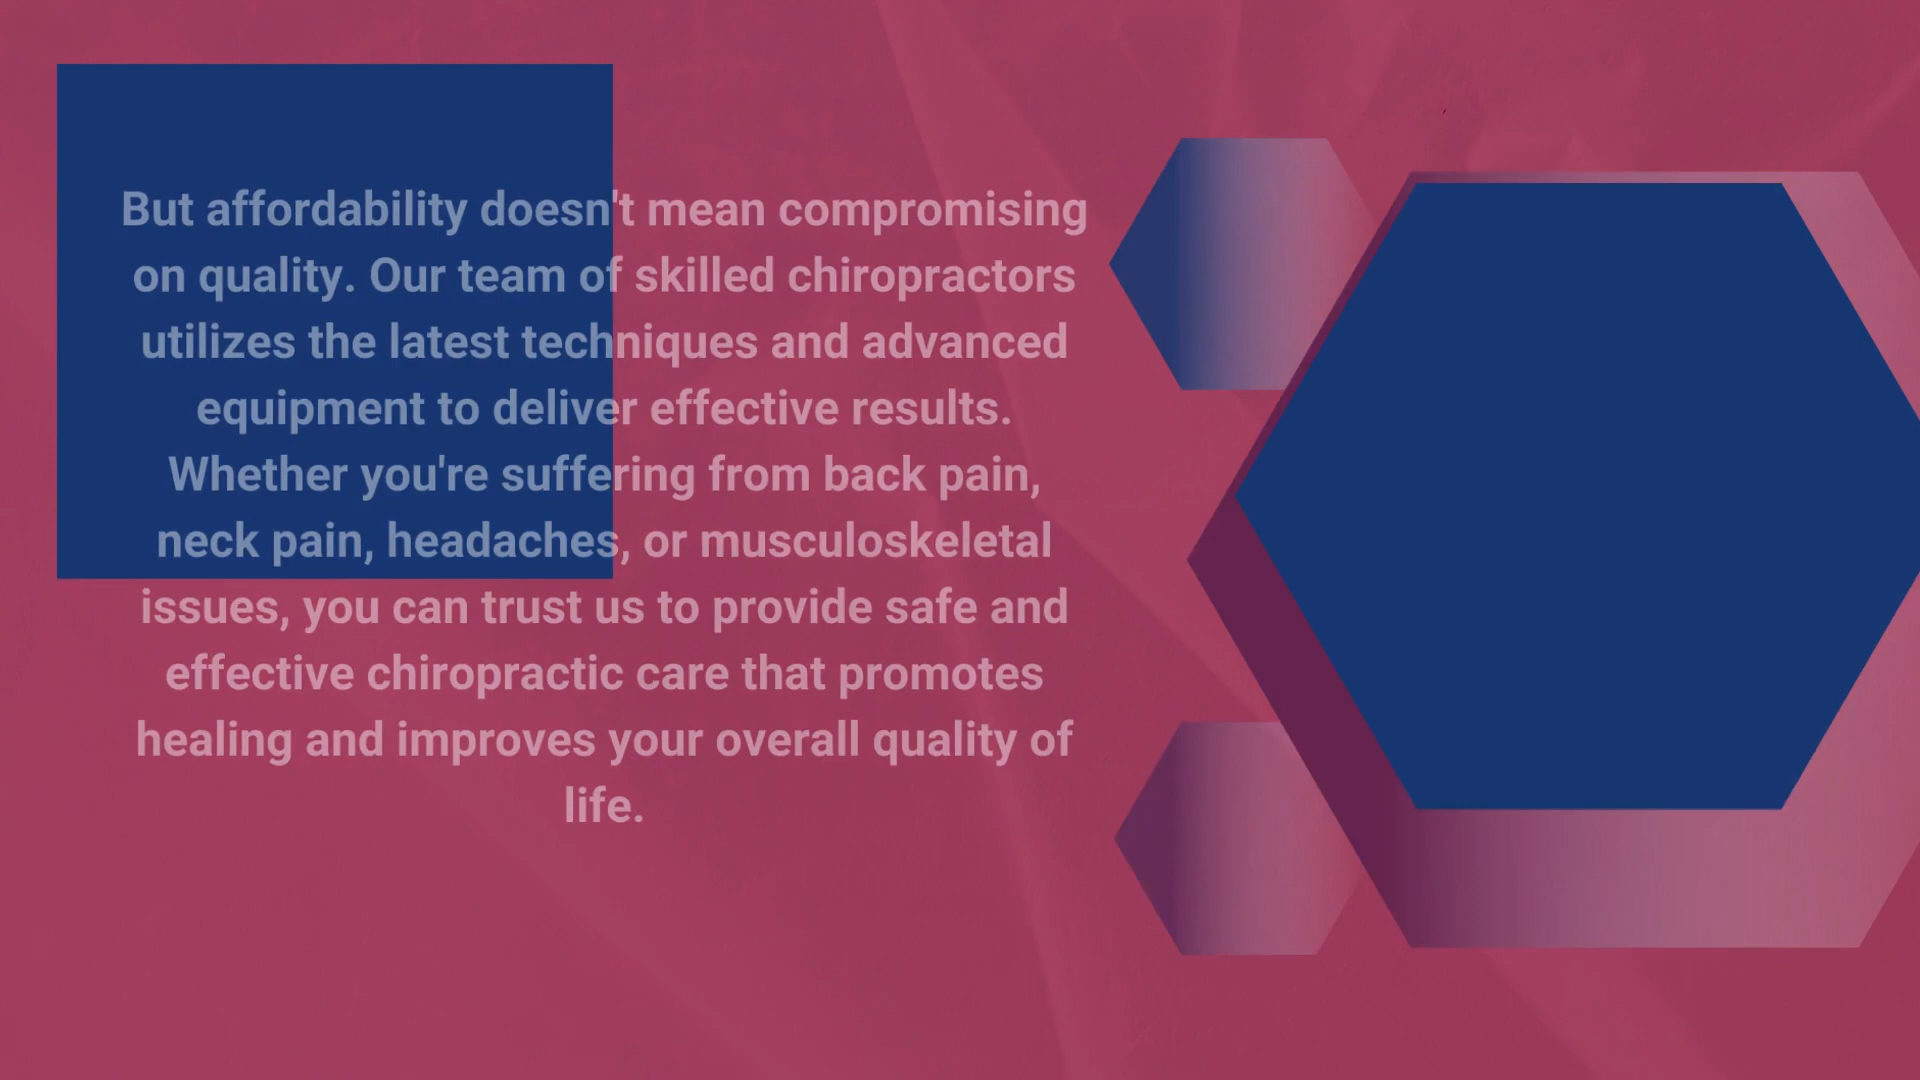 But affordability doesn't mean compromising
on quality. Our team of skilled chiropractors
utilizes the latest techniques and advanced
equipment to deliver effective results.
Whether you're suffering from back pain,
neck pain, headaches, or musculoskeletal
issues, you can trust us to provide safe and
effective chiropractic care that promotes
healing and improves your overall quality of
life.